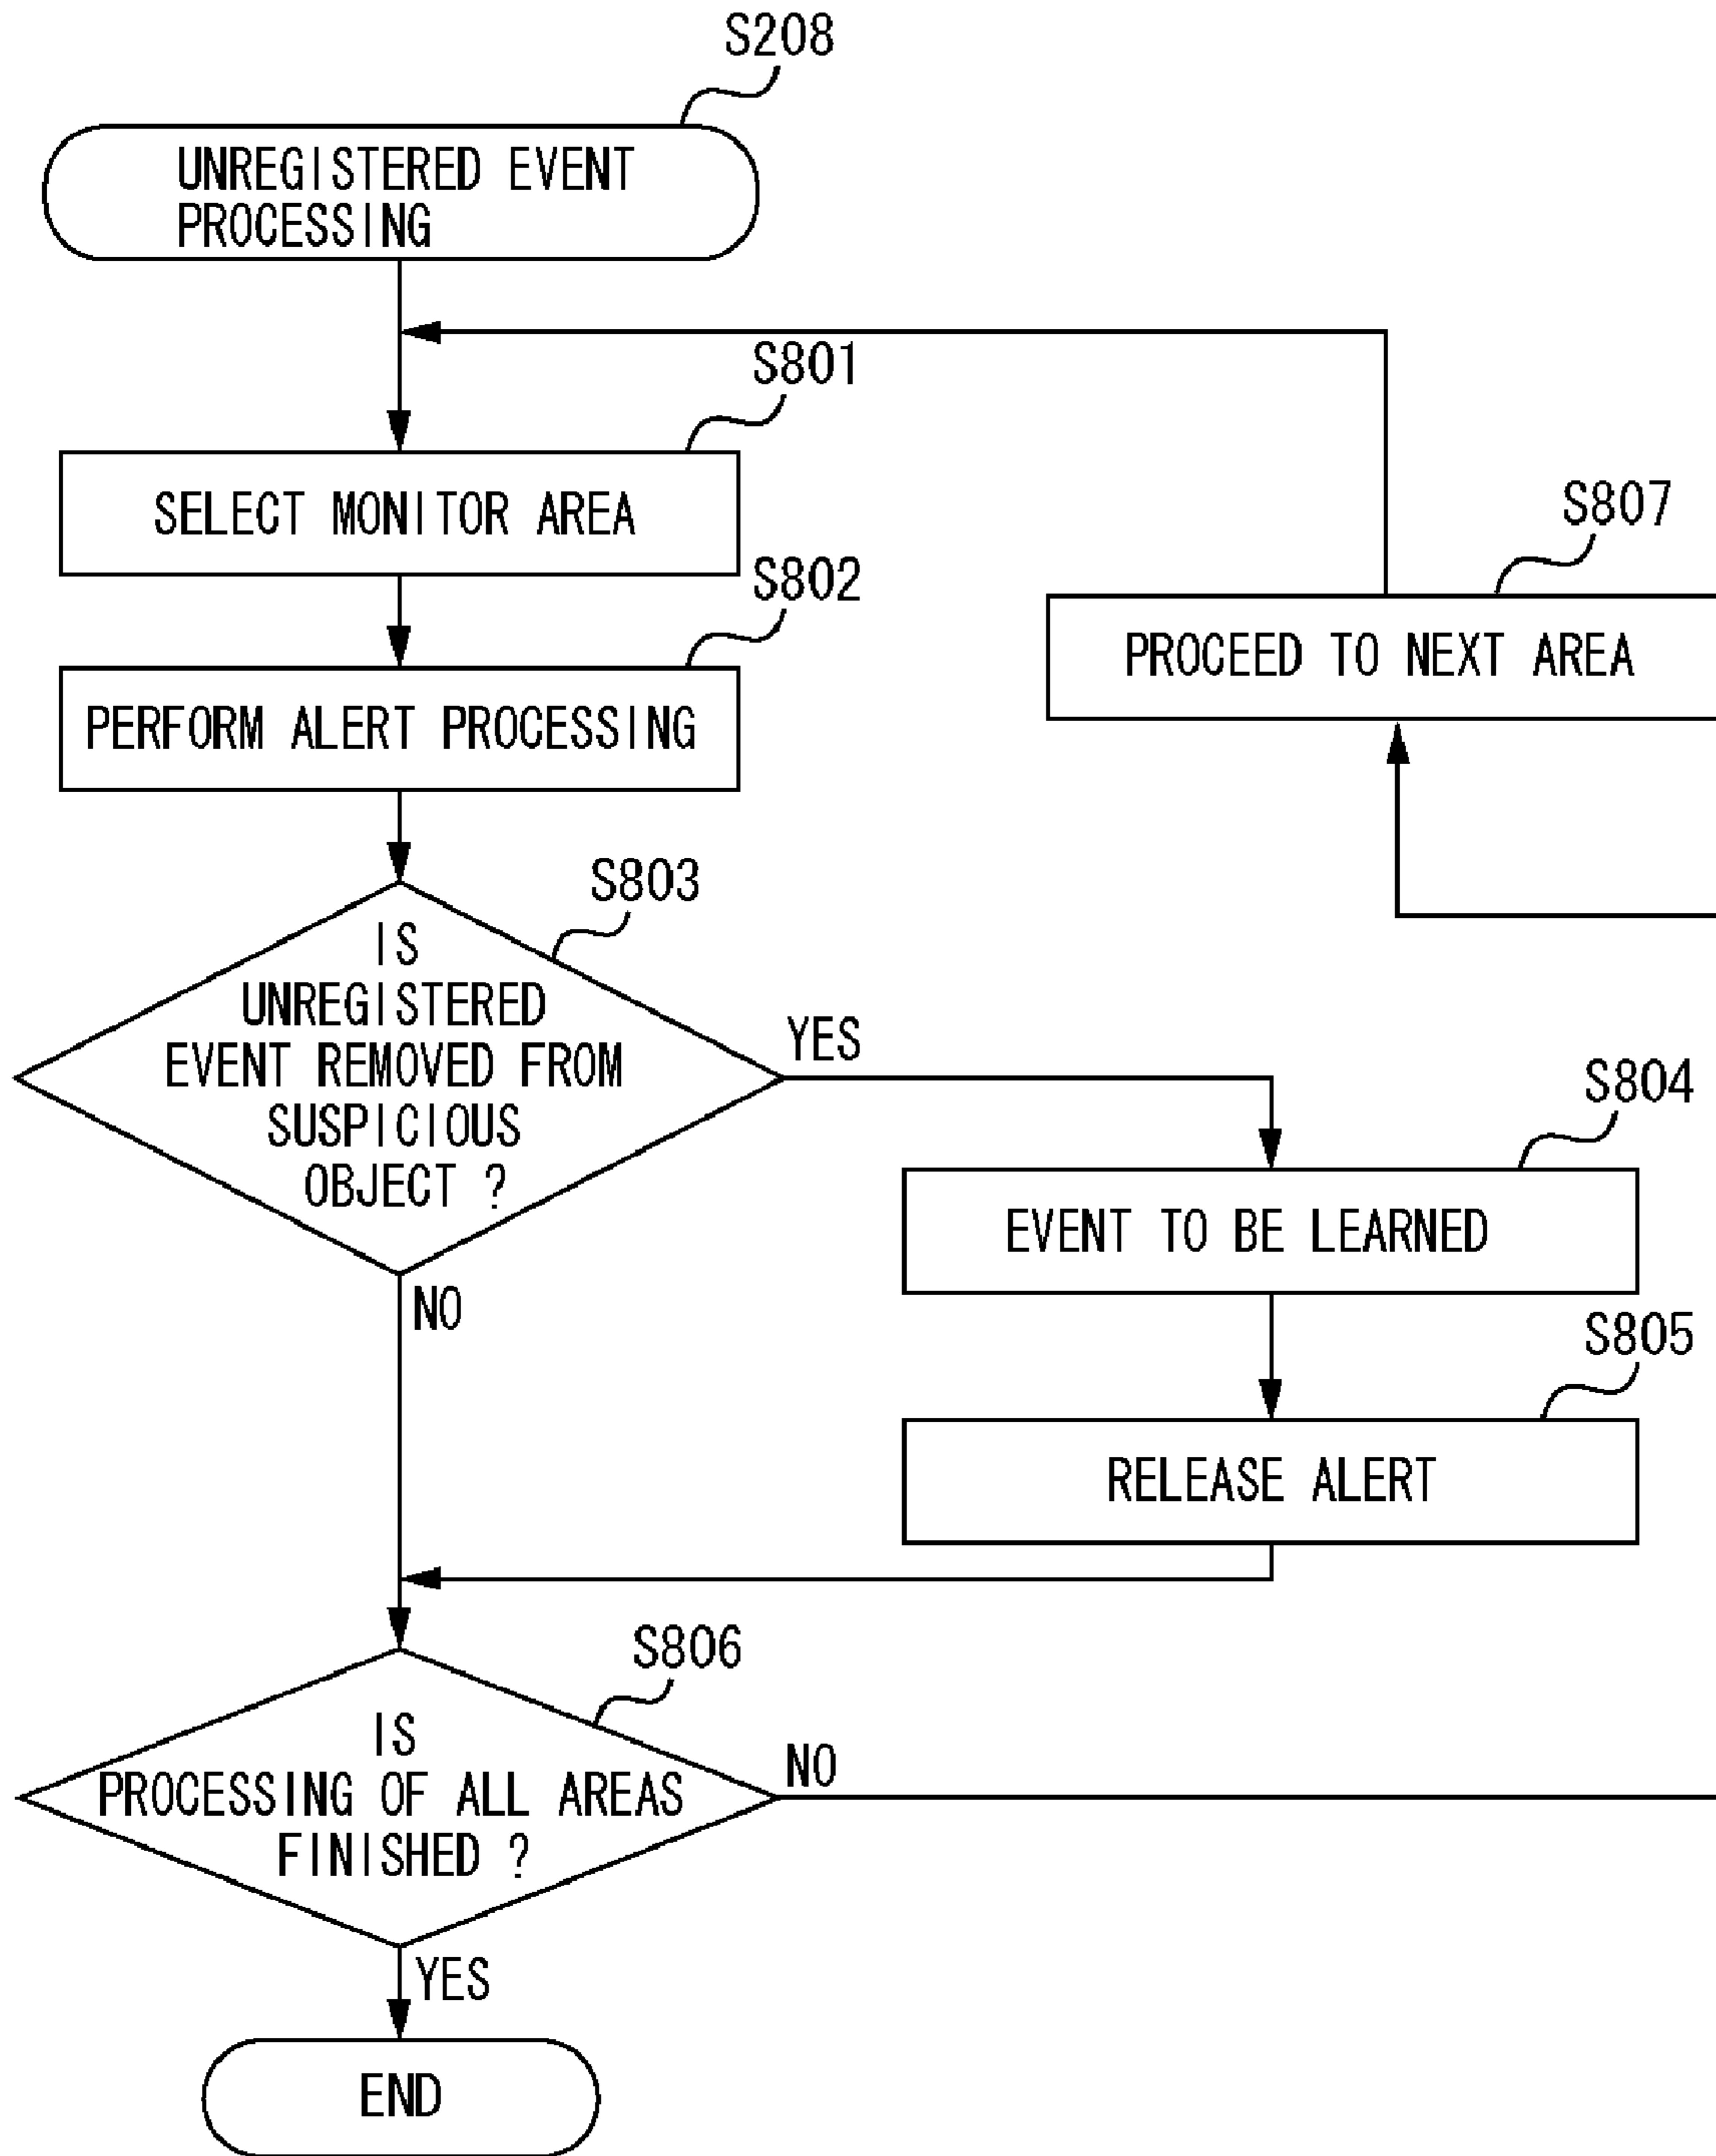 S208
UNREGISTERED EVENT
PROCESSING
S801
SELECT MONITOR AREA
S807
PROCEED TO NEXT AREA
S802
PERFORM ALERT PROCESSING
S803
IS
UNREGISTERED
EVENT REMOVED FROM
SUSPICIOUS
OBJECT ?
YES
NO
S804
EVENT TO BE LEARNED
S805
RELEASE ALERT
S806
IS
PROCESSING OF ALL AREAS
FINISHED ?
NO
YES
END